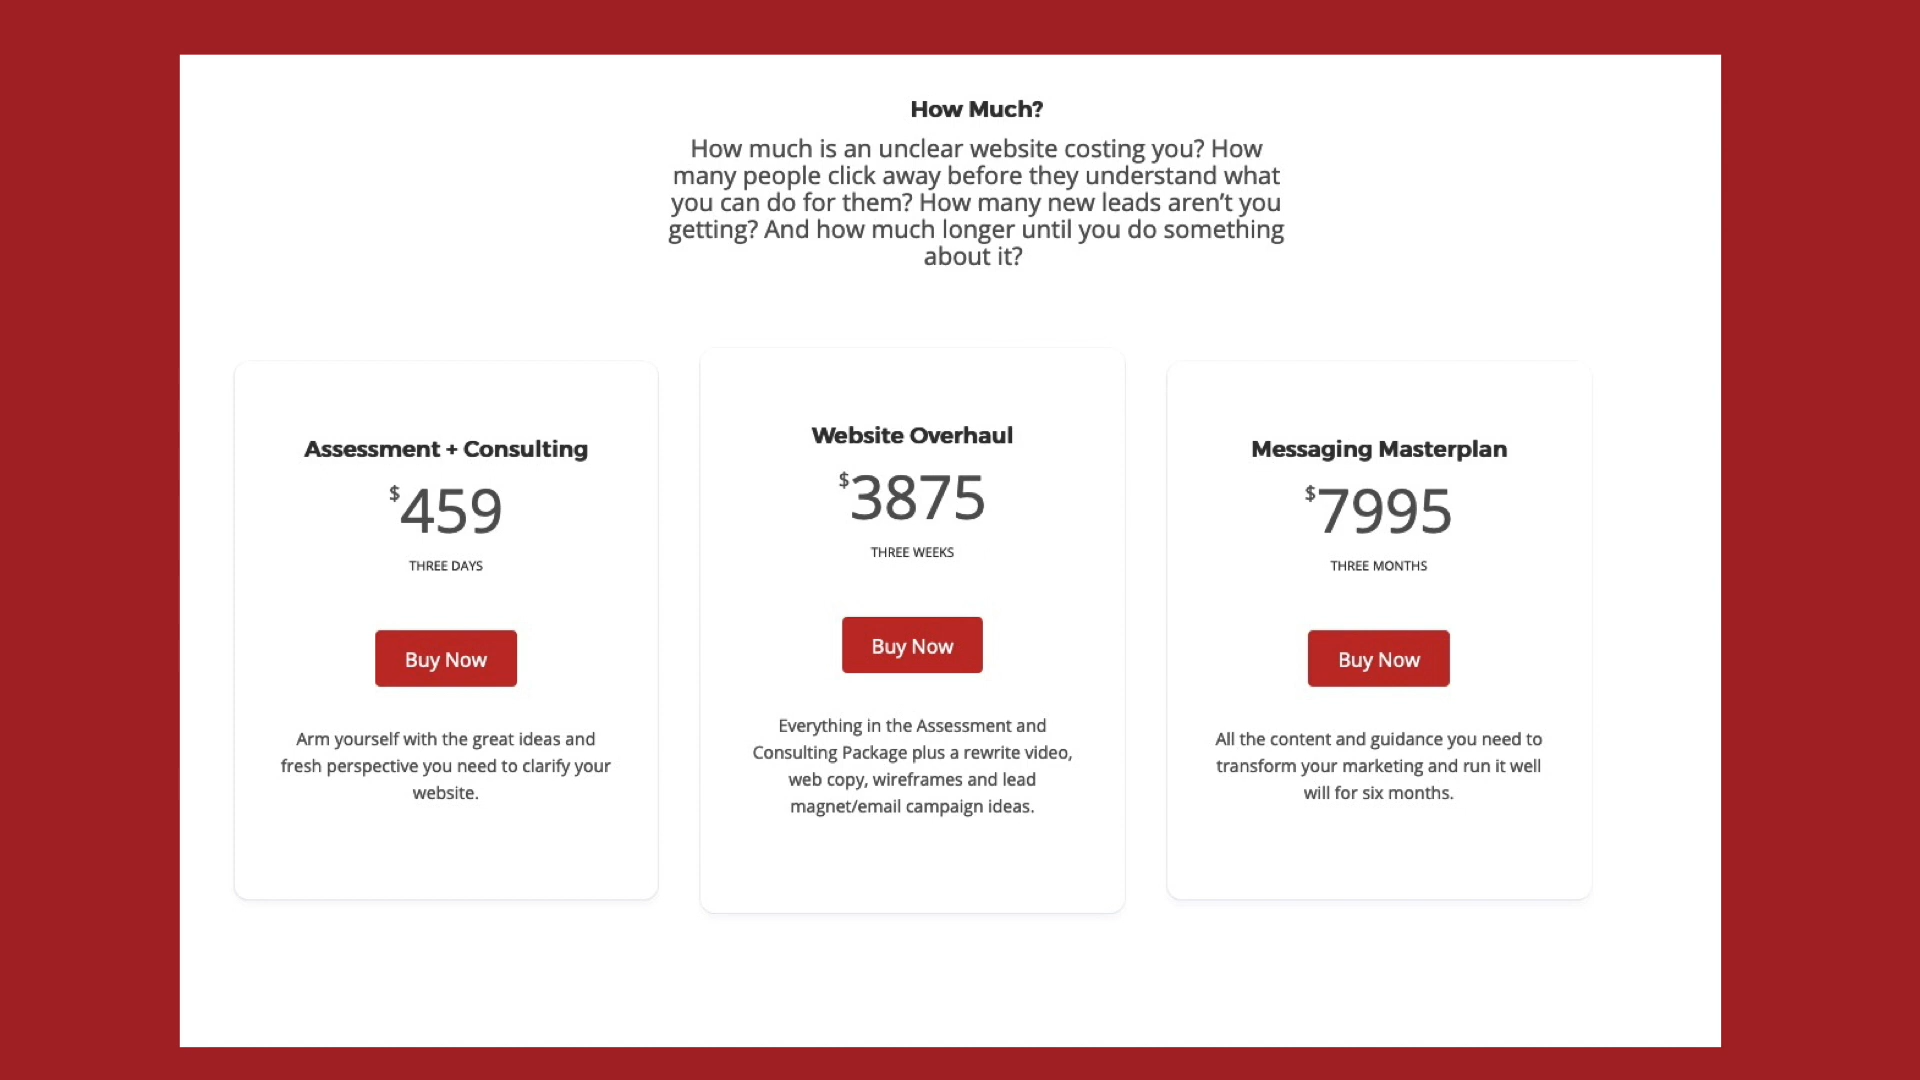 How Much?
How much is an unclear website costing you? How
many people click away before they understand what
you can do for them? How many new leads aren’t you
getting? And how much longer until you do something
about it?
Assessment + Consulting
$459
THREE DAYS
Buy Now
Arm yourself with the great ideas and
fresh perspective you need to clarify your
website.
Website Overhaul
$3875
THREE WEEKS
Buy Now
Everything in the Assessment and
Consulting Package plus a rewrite video,
web copy, wireframes and lead
magnet/email campaign ideas.
Messaging Masterplan
$7995
THREE MONTHS
Buy Now
All the content and guidance you need to
transform your marketing and run it well
will for six months.